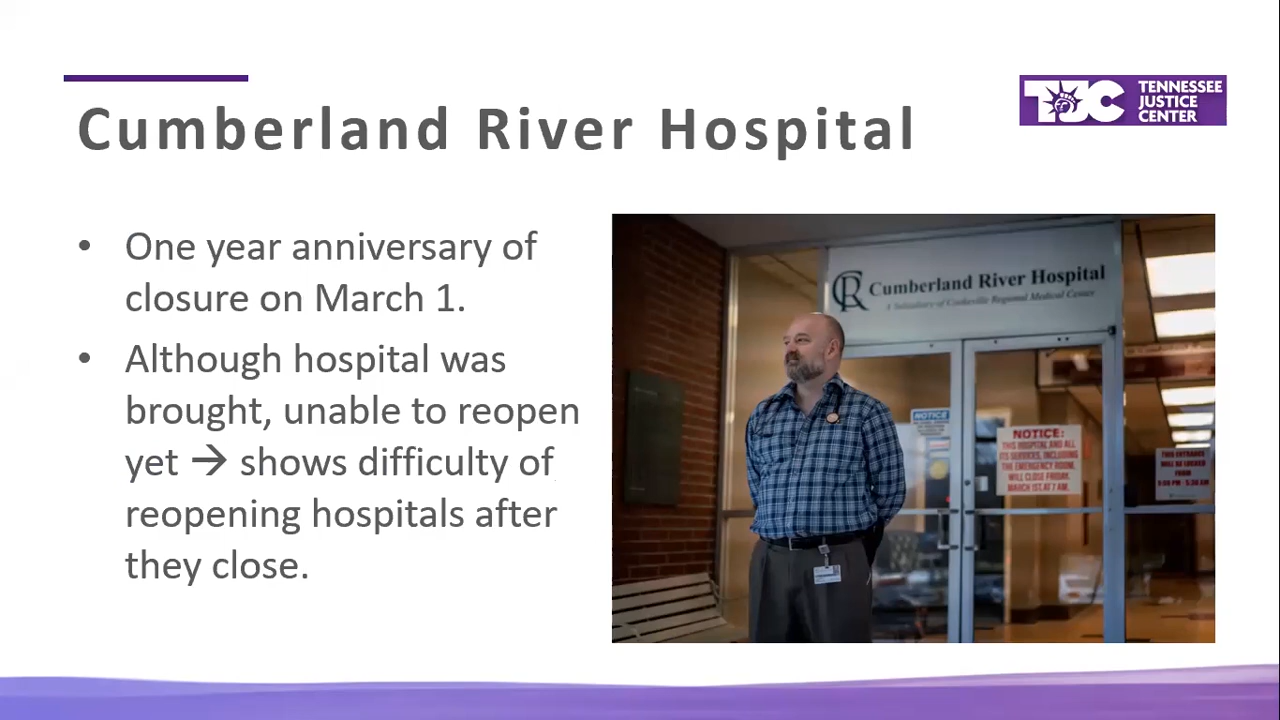 Cumberland River Hospital
TJC
TENNESSEE
JUSTICE
CENTER
• One year anniversary of
closure on March 1.
• Although hospital was
brought, unable to reopen
yet → shows difficulty of
reopening hospitals after
they close.
CR Cumberland River Hospital
A Subsidiary of Cookeville Regional Medical Center
NOTICE
NOTICE:
THIS HOSPITAL AND ALL
ITS SERVICES, INCLUDING
THE EMERGENCY ROOM,
WILL CLOSE FRIDAY,
MARCH 1ST, AT 7 AM.
THIS ENTRANCE
WILL BE LOCKED
FROM